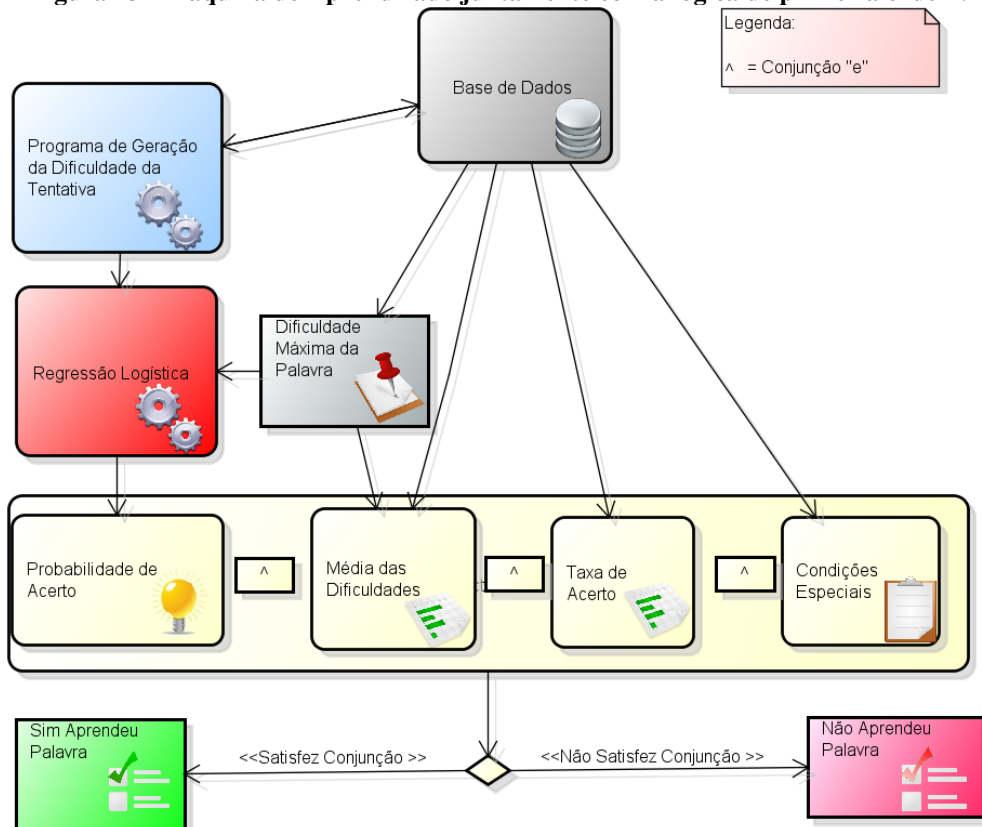 Legenda:
^ = Conjunção "e"
Base de Dados
Programa de Geração
da Dificuldade da
Tentativa
Dificuldade
Máxima da
Palavra
Regressão Logística
Probabilidade de
Acerto
^
Média das
Dificuldades
^
Taxa de
Acerto
^
Condições
Especiais
Sim Aprendeu
Palavra
<<Satisfez Conjunção >>
<<Não Satisfez Conjunção >>
Não Aprendeu
Palavra